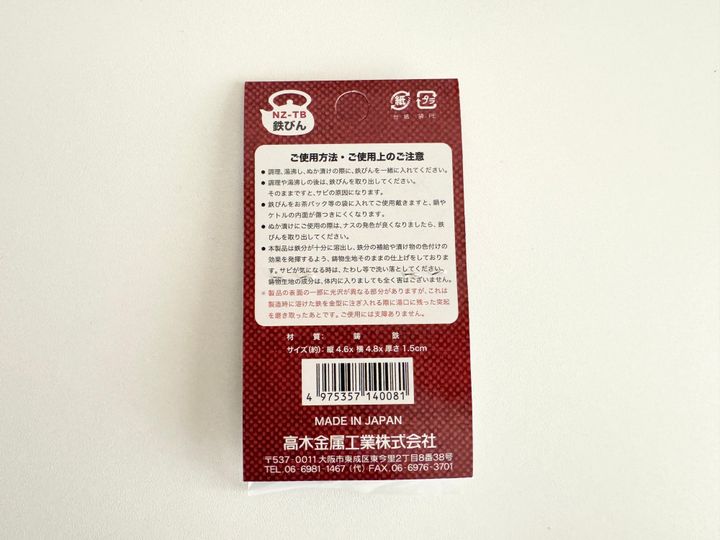 NZ-TB
鉄びん
紙
プラ
台紙 袋PE
ご使用方法・ご使用上のご注意
●調理、湯沸し、ぬか漬けの際に、鉄びんを一緒に入れてください。
●調理や湯沸しの後は、鉄びんを取り出してください。
そのままですと、サビの原因になります。
●鉄びんをお茶パック等の袋に入れてご使用戴きますと、鍋や
ケトルの内面が傷つきにくくなります。
●ぬか漬けにご使用の際は、ナスの発色が良くなりましたら、鉄
びんを取り出してください。
●本製品は鉄分が十分に溶出し、鉄分の補給や漬け物の色付けの
効果を発揮するよう、鋳物生地そのままの仕上げをしておりま
す。サビが気になる時は、たわし等で洗い落としてください。
鋳物生地の成分は、体内に入りましても全く害はございません。
※製品の表面の一部に光沢が異なる部分がありますが、これは
製造時に溶けた鉄を金型に注ぎ入れる際に湯口に残った突起
を磨き取ったあとです。ご使用には支障ありません。
材質: 鋳鉄
サイズ(約): 縦4.6x 横4.8x 厚さ1.5cm
4 975357 140081
MADE IN JAPAN
高木金属工業株式会社
〒537-0011 大阪市東成区東今里2丁目8番38号
TEL.06-6981-1467(代) FAX.06-6976-3701